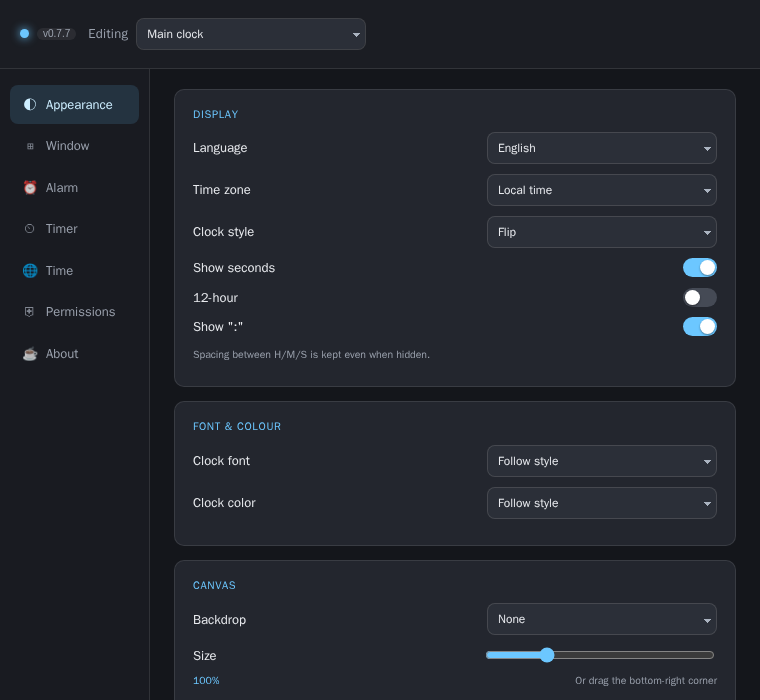 v0.7.7 Editing Main clock
Appearance
Window
Alarm
Timer
Time
Permissions
About
DISPLAY
Language English
Time zone Local time
Clock style Flip
Show seconds
12-hour
Show ":"
Spacing between H/M/S is kept even when hidden.
FONT & COLOUR
Clock font Follow style
Clock color Follow style
CANVAS
Backdrop None
Size
100% Or drag the bottom-right corner